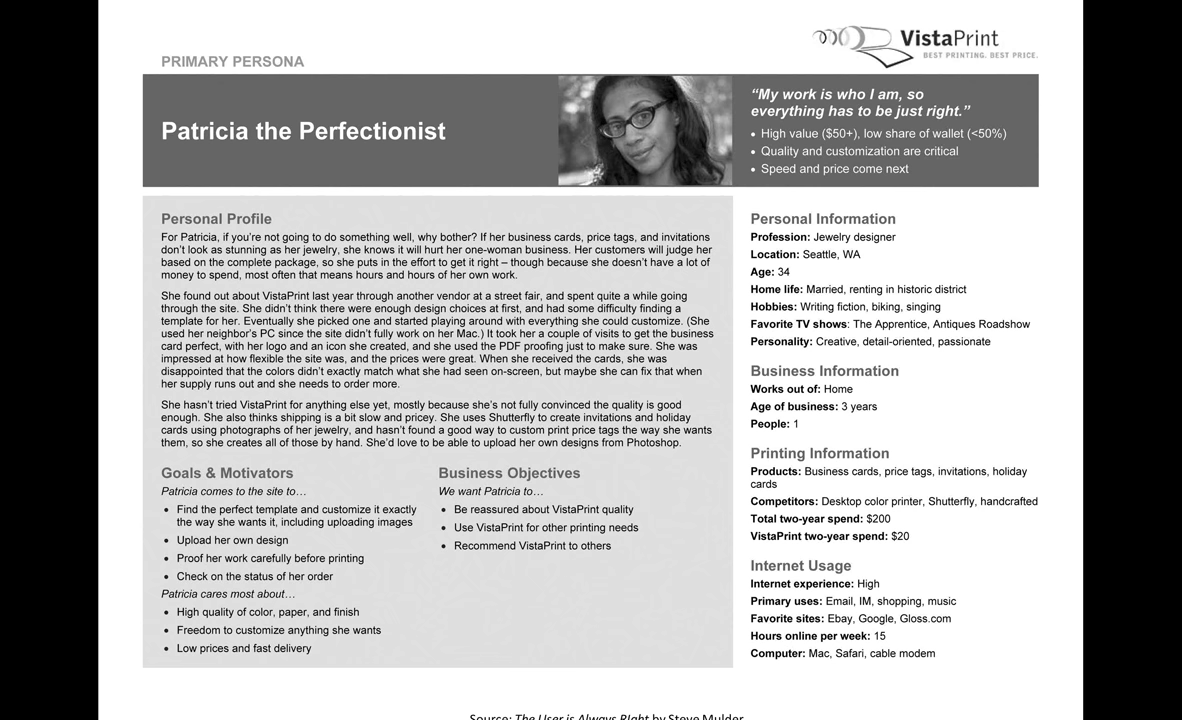 VistaPrint
BEST PRINTING. BEST PRICE.
PRIMARY PERSONA
Patricia the Perfectionist
“My work is who I am, so
everything has to be just right.”
• High value ($50+), low share of wallet (<50%)
• Quality and customization are critical
• Speed and price come next
Personal Profile
For Patricia, if you’re not going to do something well, why bother? If her business cards, price tags, and invitations
don’t look as stunning as her jewelry, she knows it will hurt her one-woman business. Her customers will judge her
based on the complete package, so she puts in the effort to get it right – though because she doesn’t have a lot of
money to spend, most often that means hours and hours of her own work.
She found out about VistaPrint last year through another vendor at a street fair, and spent quite a while going
through the site. She didn’t think there were enough design choices at first, and had some difficulty finding a
template for her. Eventually she picked one and started playing around with everything she could customize. (She
used her neighbor’s PC since the site didn’t fully work on her Mac.) It took her a couple of visits to get the business
card perfect, with her logo and an icon she created, and she used the PDF proofing just to make sure. She was
impressed at how flexible the site was, and the prices were great. When she received the cards, she was
disappointed that the colors didn’t exactly match what she had seen on-screen, but maybe she can fix that when
her supply runs out and she needs to order more.
She hasn’t tried VistaPrint for anything else yet, mostly because she’s not fully convinced the quality is good
enough. She also thinks shipping is a bit slow and pricey. She uses Shutterfly to create invitations and holiday
cards using photographs of her jewelry, and hasn’t found a good way to custom print price tags the way she wants
them, so she creates all of those by hand. She’d love to be able to upload her own designs from Photoshop.
Goals & Motivators
Patricia comes to the site to…
• Find the perfect template and customize it exactly
the way she wants it, including uploading images
• Upload her own design
• Proof her work carefully before printing
• Check on the status of her order
Patricia cares most about…
• High quality of color, paper, and finish
• Freedom to customize anything she wants
• Low prices and fast delivery
Business Objectives
We want Patricia to…
• Be reassured about VistaPrint quality
• Use VistaPrint for other printing needs
• Recommend VistaPrint to others
Personal Information
Profession: Jewelry designer
Location: Seattle, WA
Age: 34
Home life: Married, renting in historic district
Hobbies: Writing fiction, biking, singing
Favorite TV shows: The Apprentice, Antiques Roadshow
Personality: Creative, detail-oriented, passionate
Business Information
Works out of: Home
Age of business: 3 years
People: 1
Printing Information
Products: Business cards, price tags, invitations, holiday
cards
Competitors: Desktop color printer, Shutterfly, handcrafted
Total two-year spend: $200
VistaPrint two-year spend: $20
Internet Usage
Internet experience: High
Primary uses: Email, IM, shopping, music
Favorite sites: Ebay, Google, Gloss.com
Hours online per week: 15
Computer: Mac, Safari, cable modem
Source: The User is Always Right by Steve Mulder